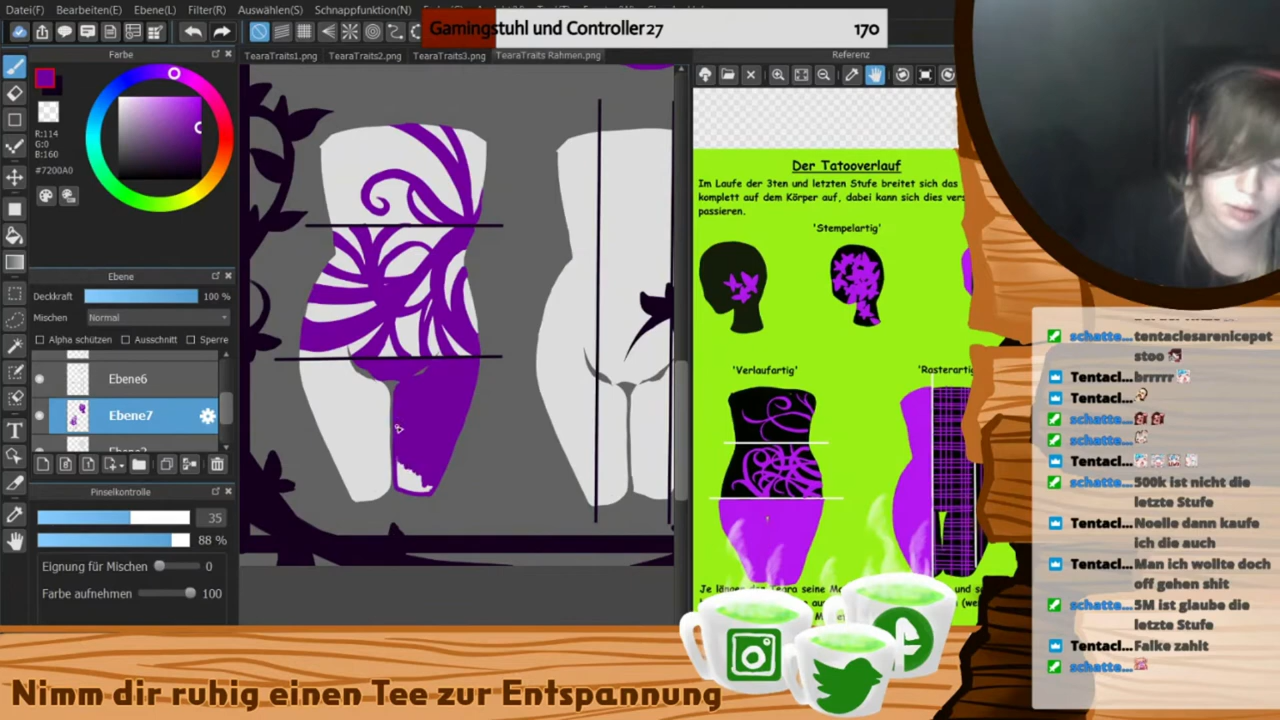 Datei(F) Bearbeiten(E) Ebene(L) Filter(R) Auswählen(S) Schnappfunktion(N)
Gamingstuhl und Controller27 170
TearaTraits1.png TearaTraits2.png TearaTraits3.png TearaTraits Rahmen.png
Farbe
Referenz
R:114
G:0
B:160
#7200A0
Ebene
Deckkraft 100 %
Mischen Normal
Alpha schützen Ausschnitt Sperre
Ebene6
Ebene7
Pinselkontrolle
35
88 %
Eignung für Mischen 0
Farbe aufnehmen 100
Der Tatooverlauf
Im Laufe der 3ten und letzten Stufe breitet sich das
komplett auf dem Körper auf, dabei kann sich dies vers
passieren.
'Stempelartig'
'Verlaufartig'
'Rasterartig
schatte... tentaclesarenicepet
stoo
Tentacl... brrrrr
Tentacl...
schatte...
schatte...
Tentacl...
schatte... 500k ist nicht die
letzte Stufe
Tentacl... Noelle dann kaufe
ich die auch
Tentacl... Man ich wollte doch
off gehen shit
schatte... 5M ist glaube die
letzte Stufe
Tentacl... Falke zahlt
schatte...
Nimm dir ruhig einen Tee zur Entspannung